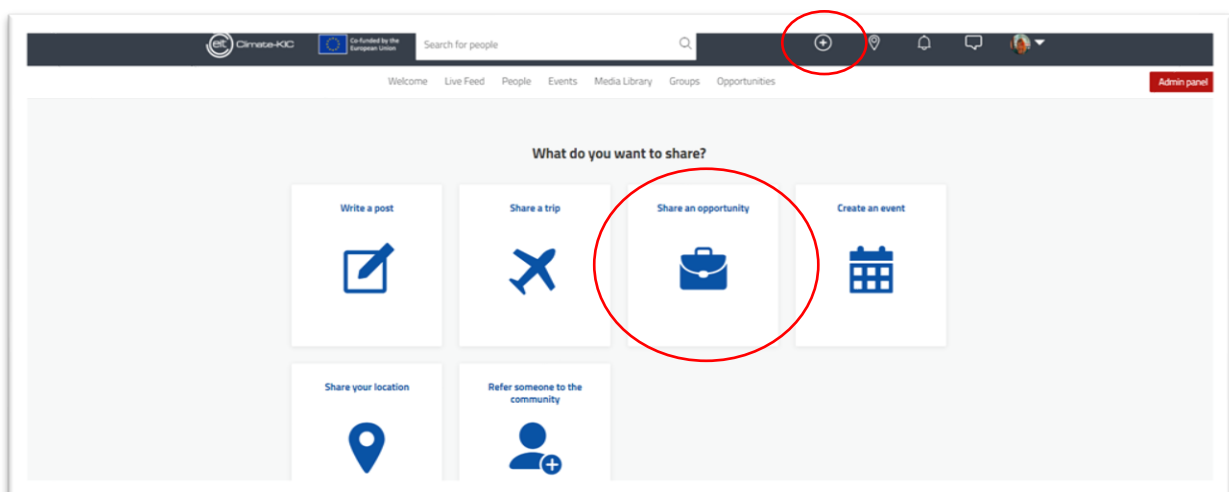 eit Climate-KIC
Co-funded by the
European Union
Search for people
Welcome Live Feed People Events Media Library Groups Opportunities
Admin panel
What do you want to share?
Write a post
Share a trip
Share an opportunity
Create an event
Share your location
Refer someone to the
community